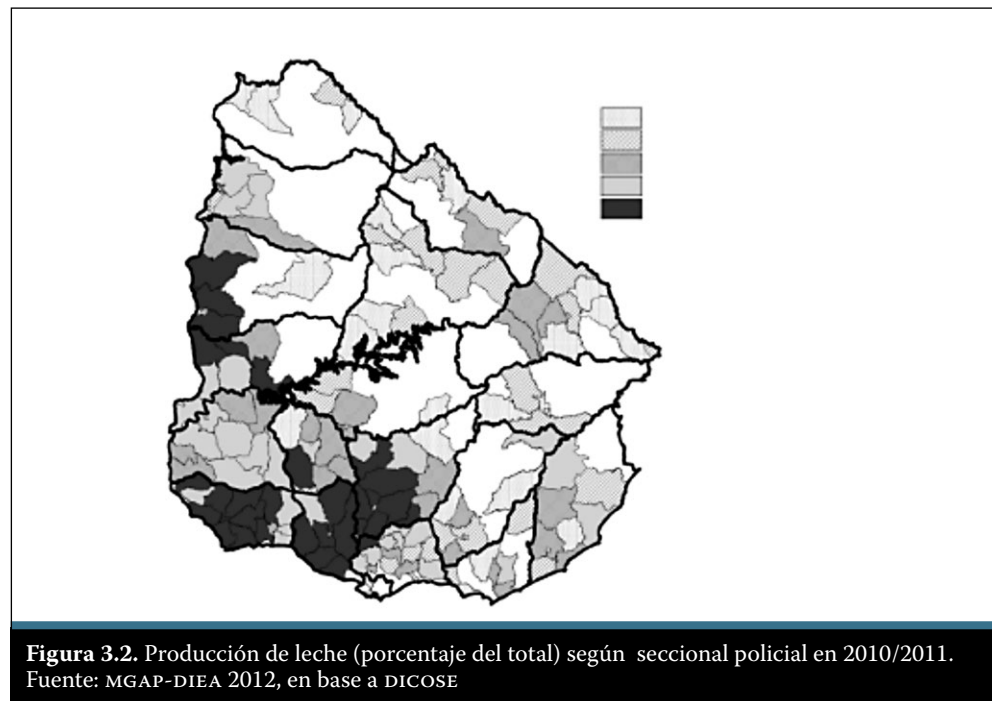 Figura 3.2. Producción de leche (porcentaje del total) según seccional policial en 2010/2011.
Fuente: MGAP-DIEA 2012, en base a DICOSE